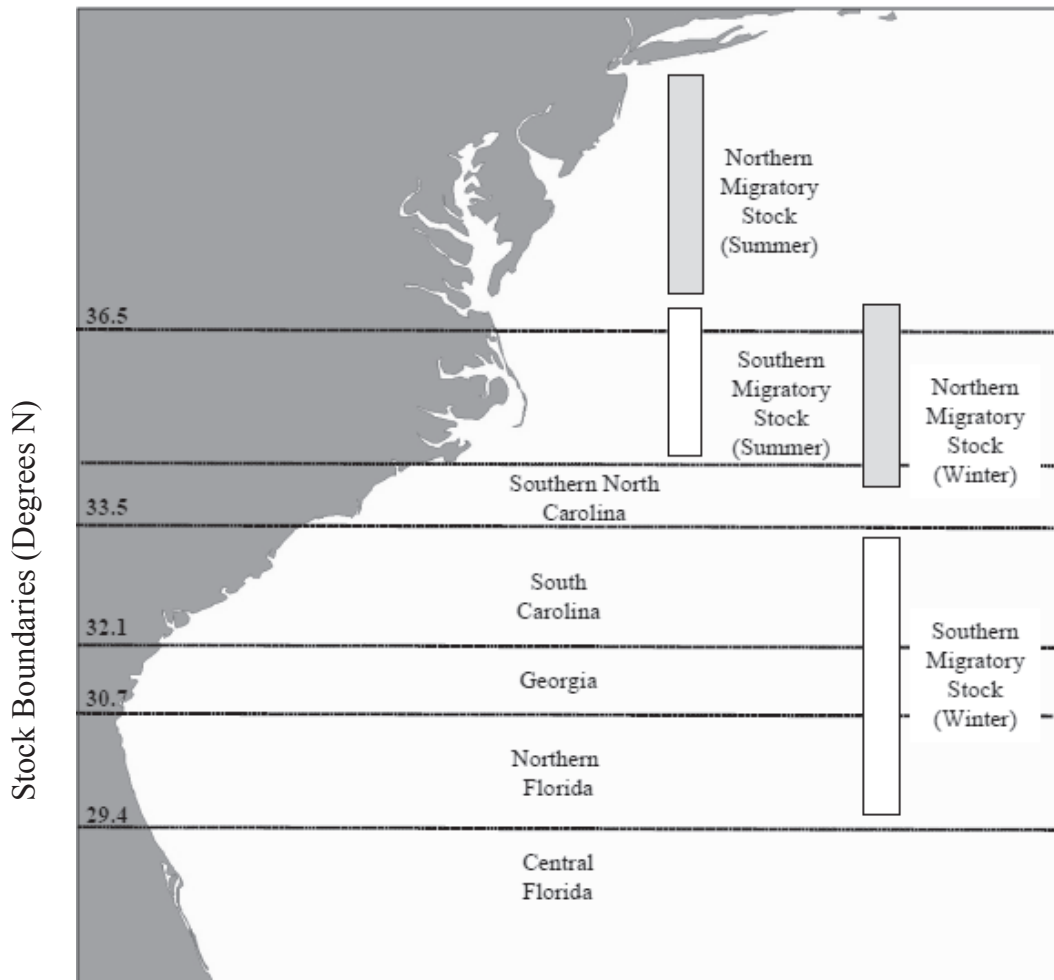 Stock Boundaries (Degrees N)
Northern
Migratory
Stock
(Summer)
36.5
Southern
Migratory
Stock
(Summer)
Northern
Migratory
Stock
(Winter)
Southern North
Carolina
33.5
South
Carolina
32.1
Georgia
Southern
Migratory
Stock
(Winter)
30.7
Northern
Florida
29.4
Central
Florida